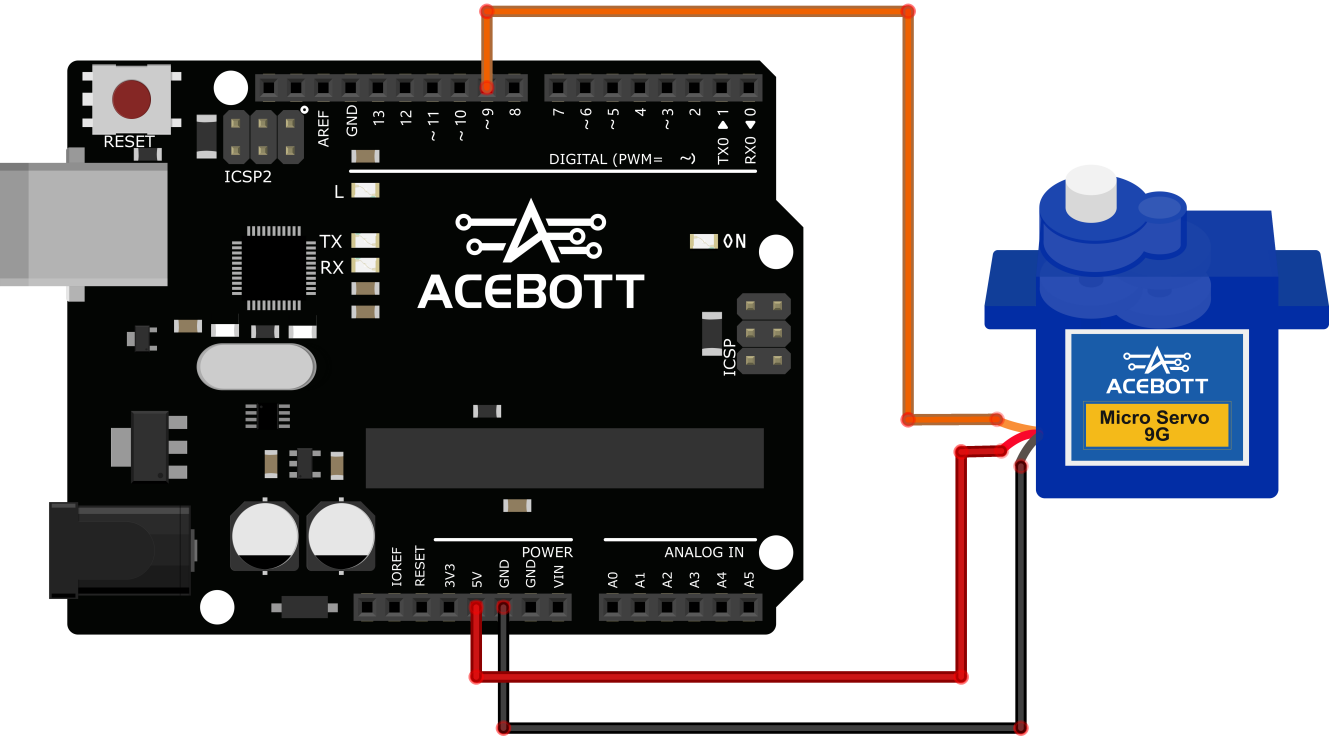 RESET
ICSP2
AREF
GND
13
12
~ 11
~ 10
~ 9
8
7
~ 6
~ 5
4
~ 3
2
TX0 ▶ 1
RX0 ◀ 0
DIGITAL (PWM= ~)
L
TX
RX
ON
ACEBOTT
ICSP
ACEBOTT
Micro Servo
9G
POWER
ANALOG IN
IOREF
RESET
3V3
5V
GND
GND
VIN
A0
A1
A2
A3
A4
A5